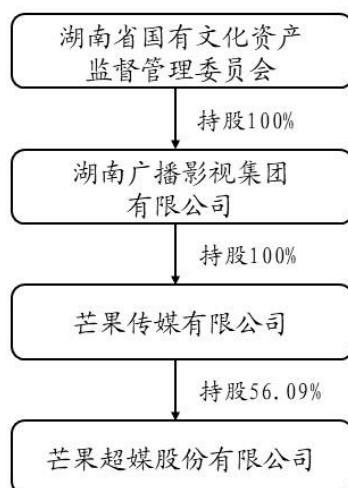 湖南省国有文化资产
监督管理委员会
持股100%
湖南广播影视集团
有限公司
持股100%
芒果传媒有限公司
持股56.09%
芒果超媒股份有限公司